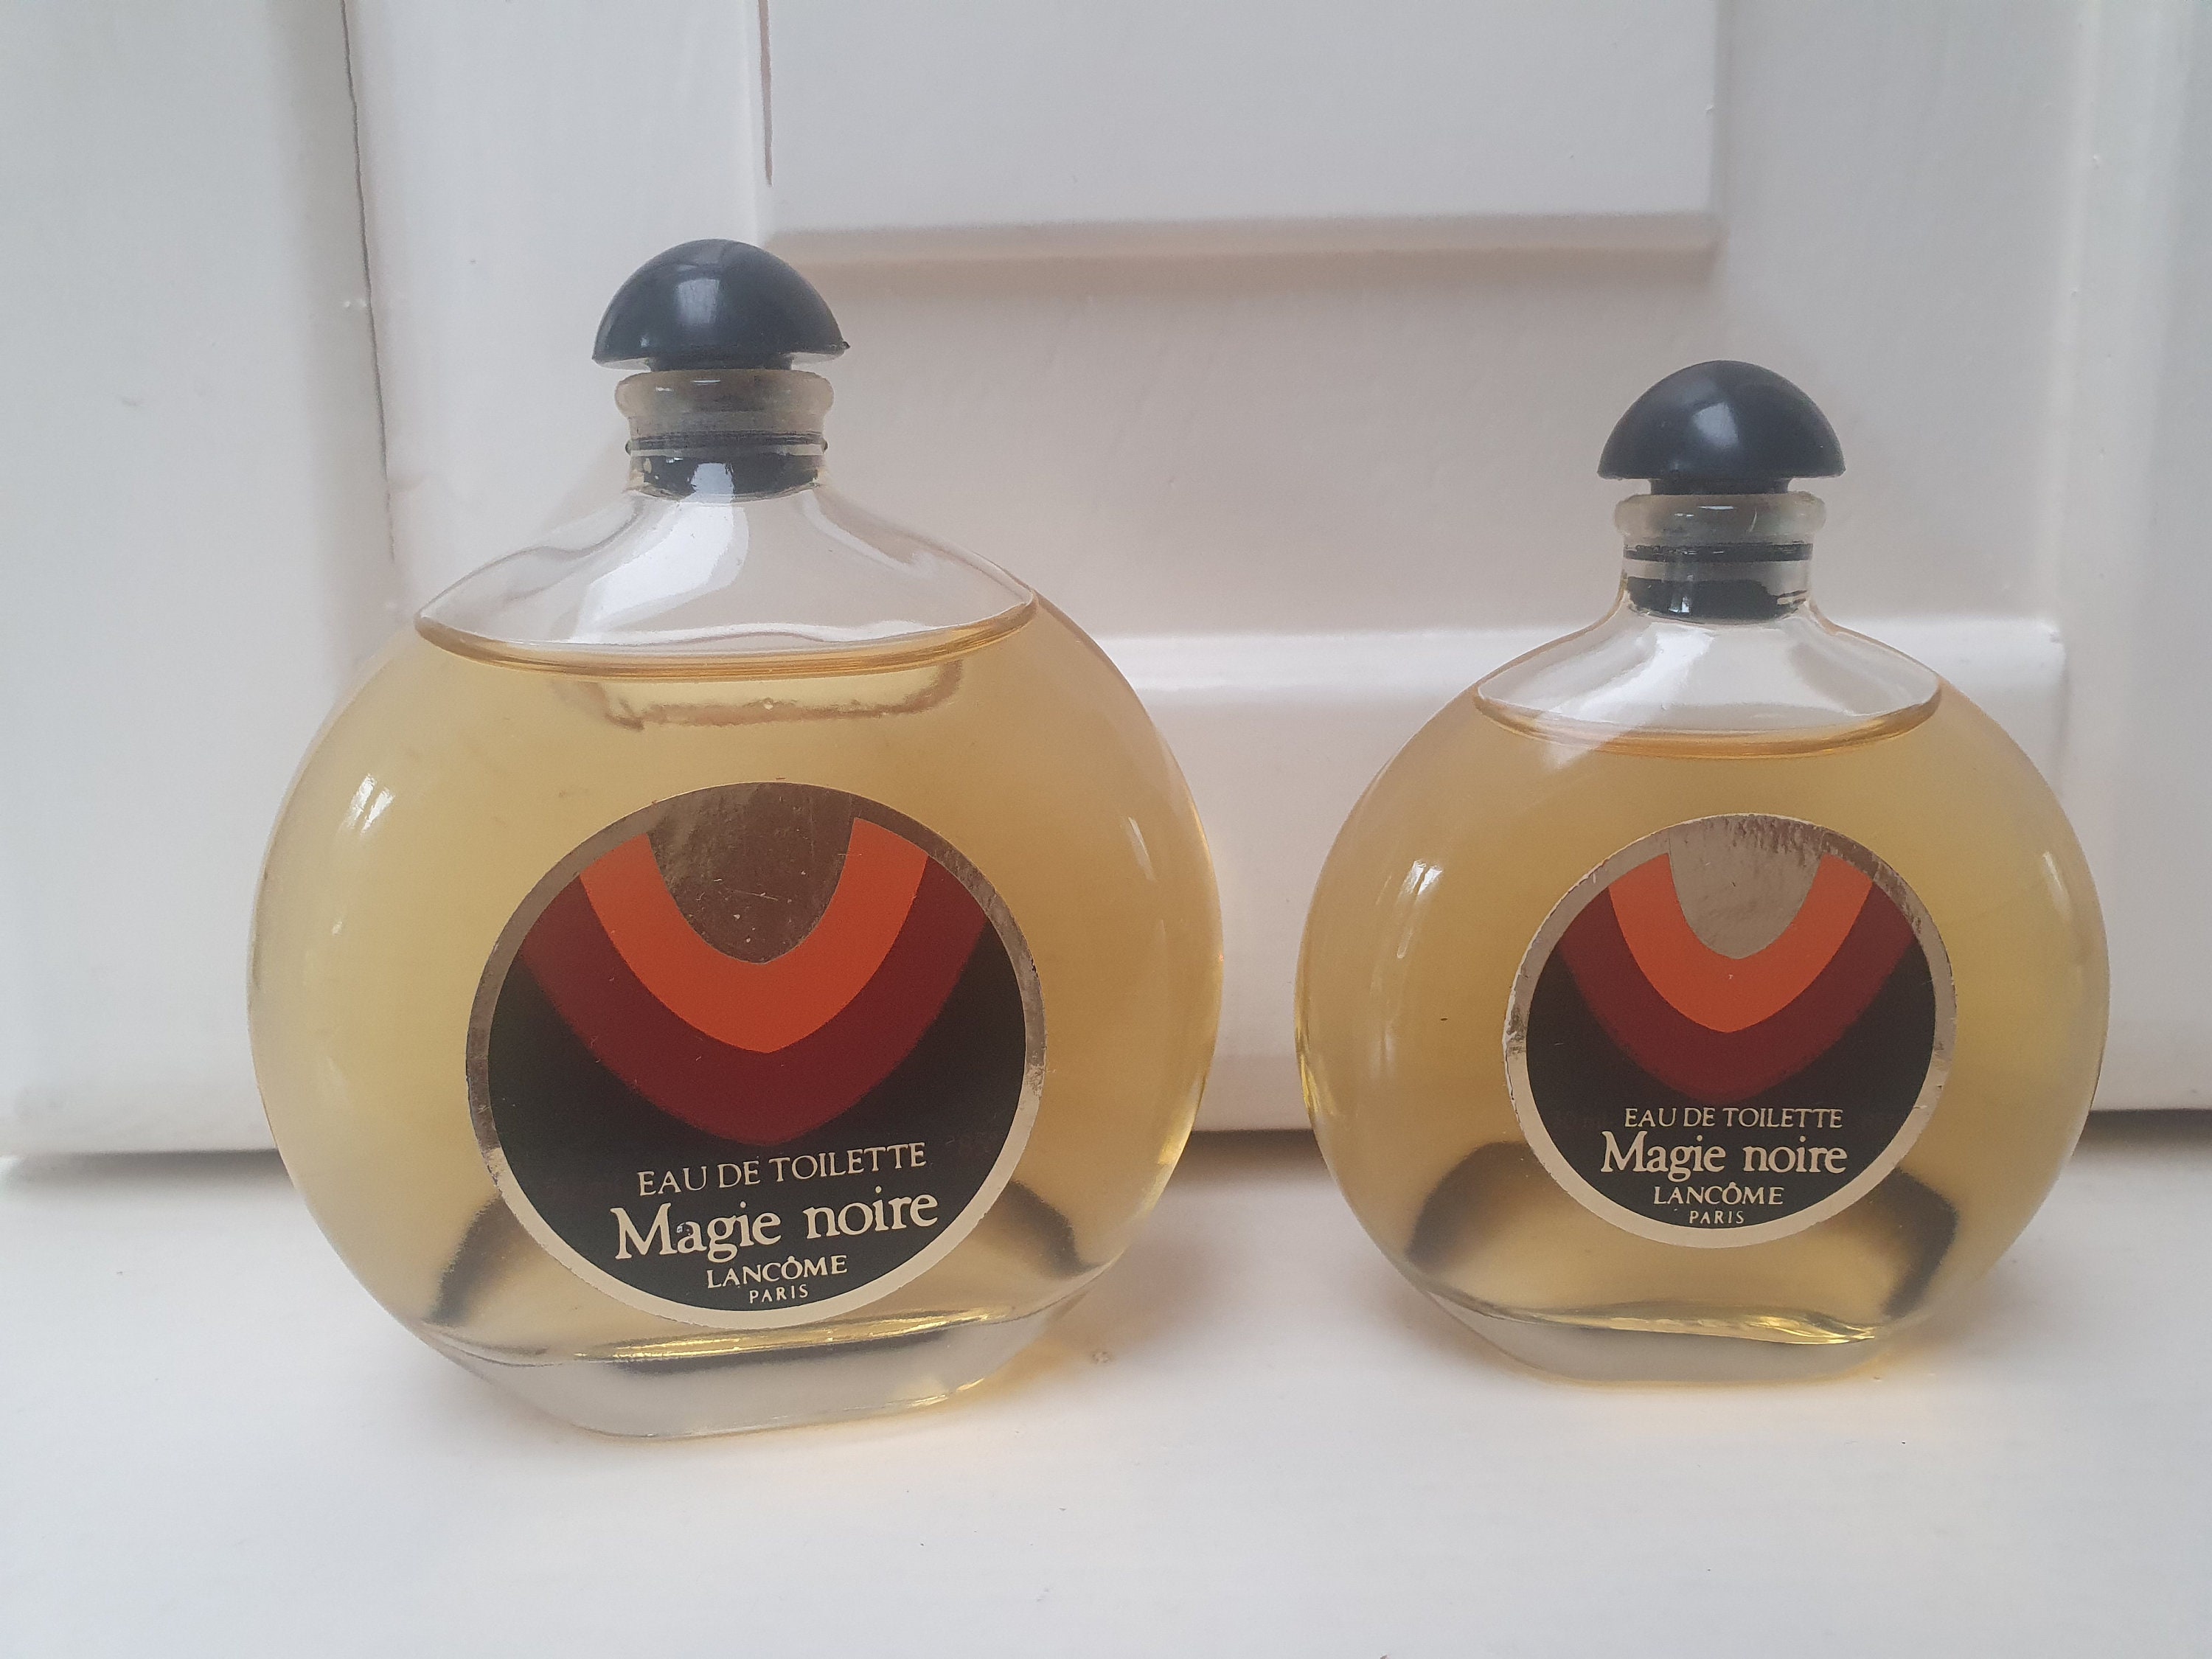 EAU DE TOILETTE
Magie noire
LANCÔME
PARIS
EAU DE TOILETTE
Magie noire
LANCÔME
PARIS